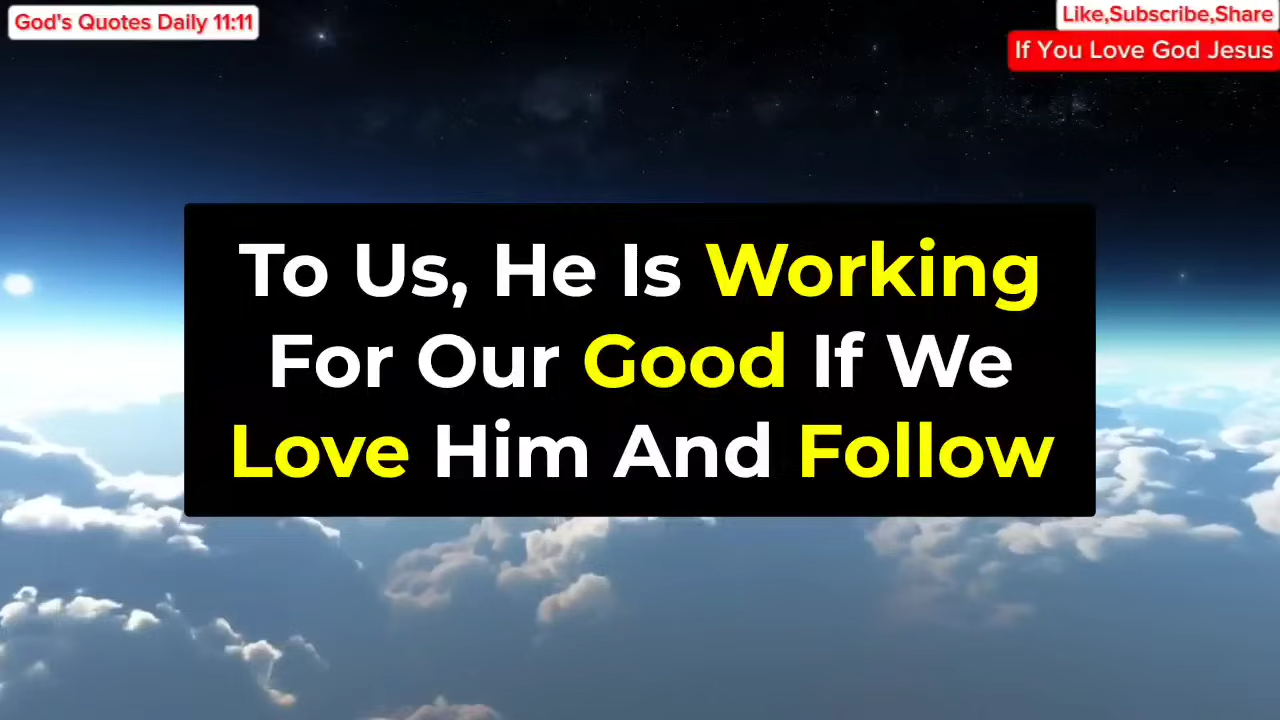 God's Quotes Daily 11:11
Like,Subscribe,Share
If You Love God Jesus
To Us, He Is Working
For Our Good If We
Love Him And Follow